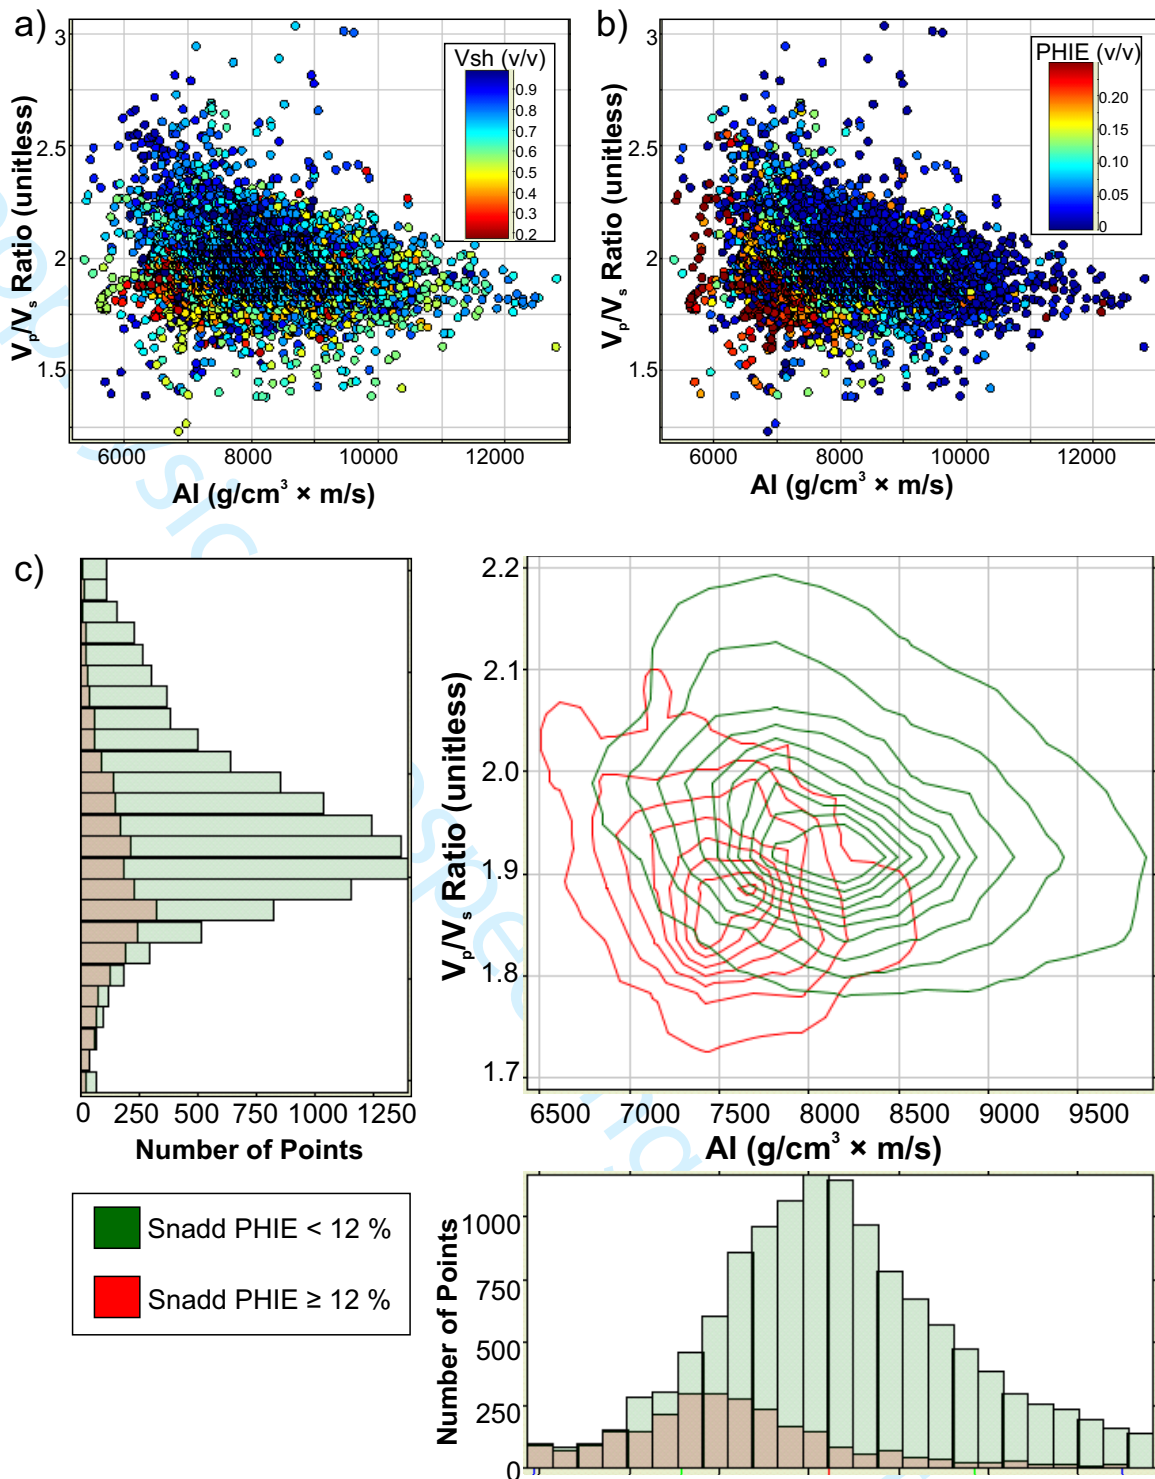 a)
Vsh (v/v)
0.9
0.8
0.7
0.6
0.5
0.4
0.3
0.2
3
2.5
2
1.5
Vp/Vs Ratio (unitless)
6000 8000 10000 12000
AI (g/cm³ × m/s)
b)
PHIE (v/v)
0.20
0.15
0.10
0.05
0
3
2.5
2
1.5
Vp/Vs Ratio (unitless)
6000 8000 10000 12000
AI (g/cm³ × m/s)
c)
0 250 500 750 1000 1250
Number of Points
2.2
2.1
2.0
1.9
1.8
1.7
Vp/Vs Ratio (unitless)
6500 7000 7500 8000 8500 9000 9500
AI (g/cm³ × m/s)
Snadd PHIE < 12 %
Snadd PHIE ≥ 12 %
1000
750
500
250
0
Number of Points